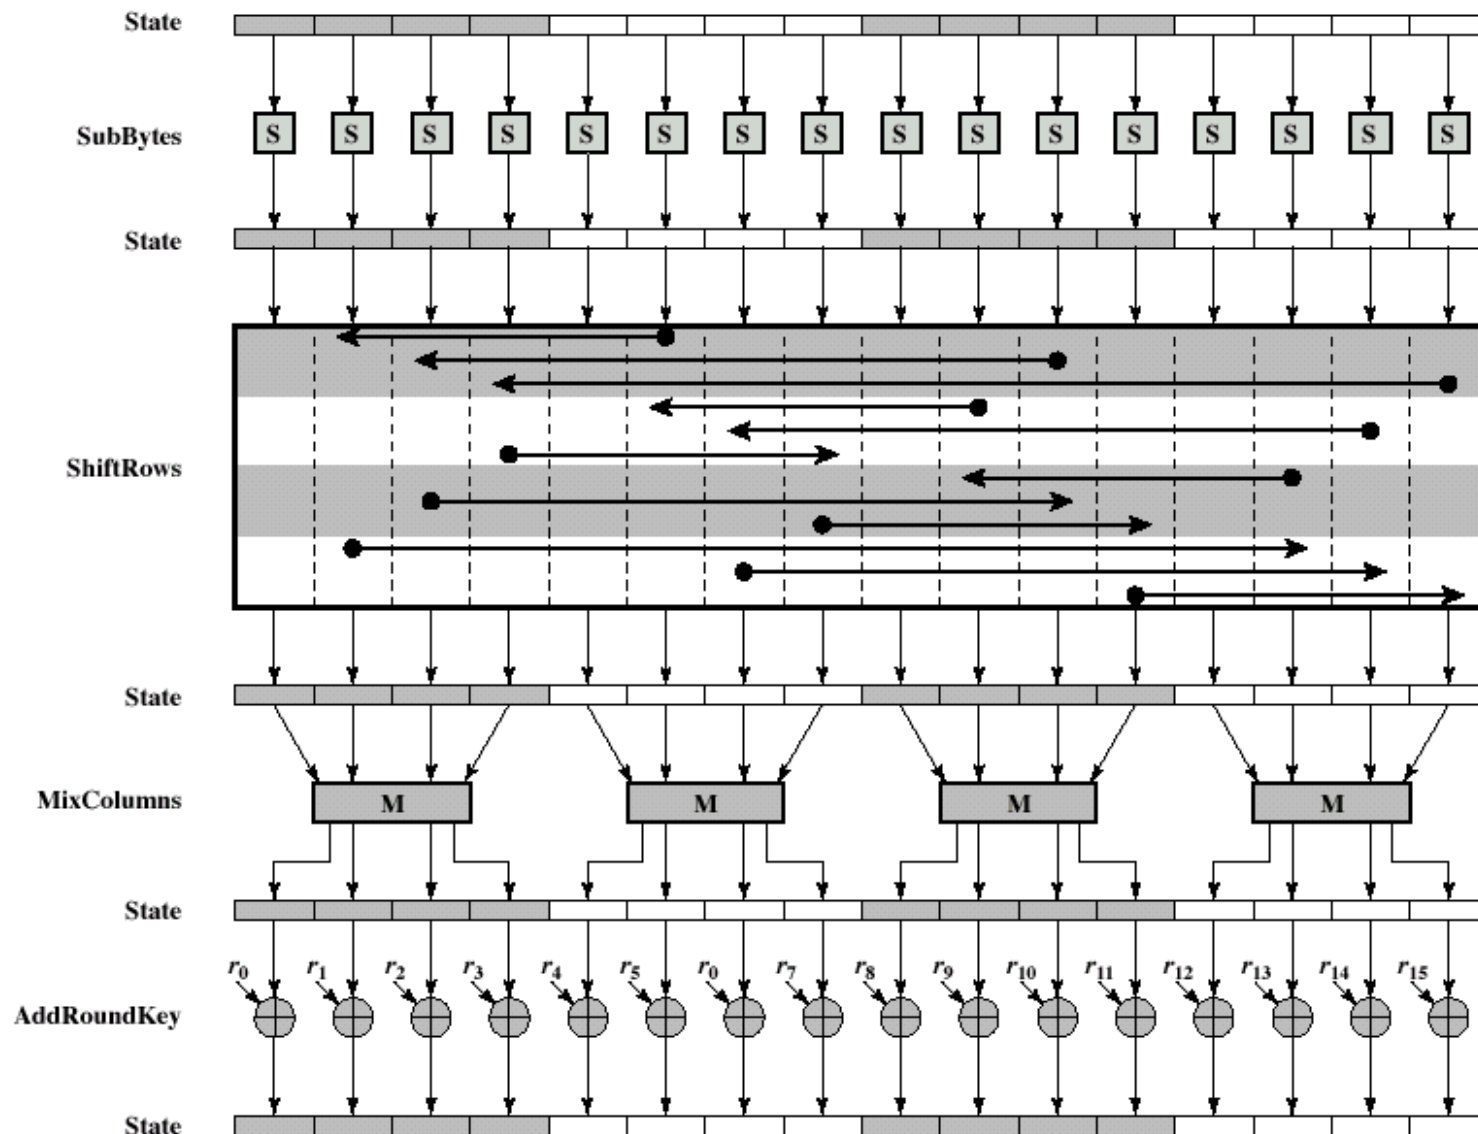 State
SubBytes S S S S S S S S S S S S S S S S
State
ShiftRows
State
MixColumns M M M M
State
r0 r1 r2 r3 r4 r5 r0 r7 r8 r9 r10 r11 r12 r13 r14 r15
AddRoundKey
State